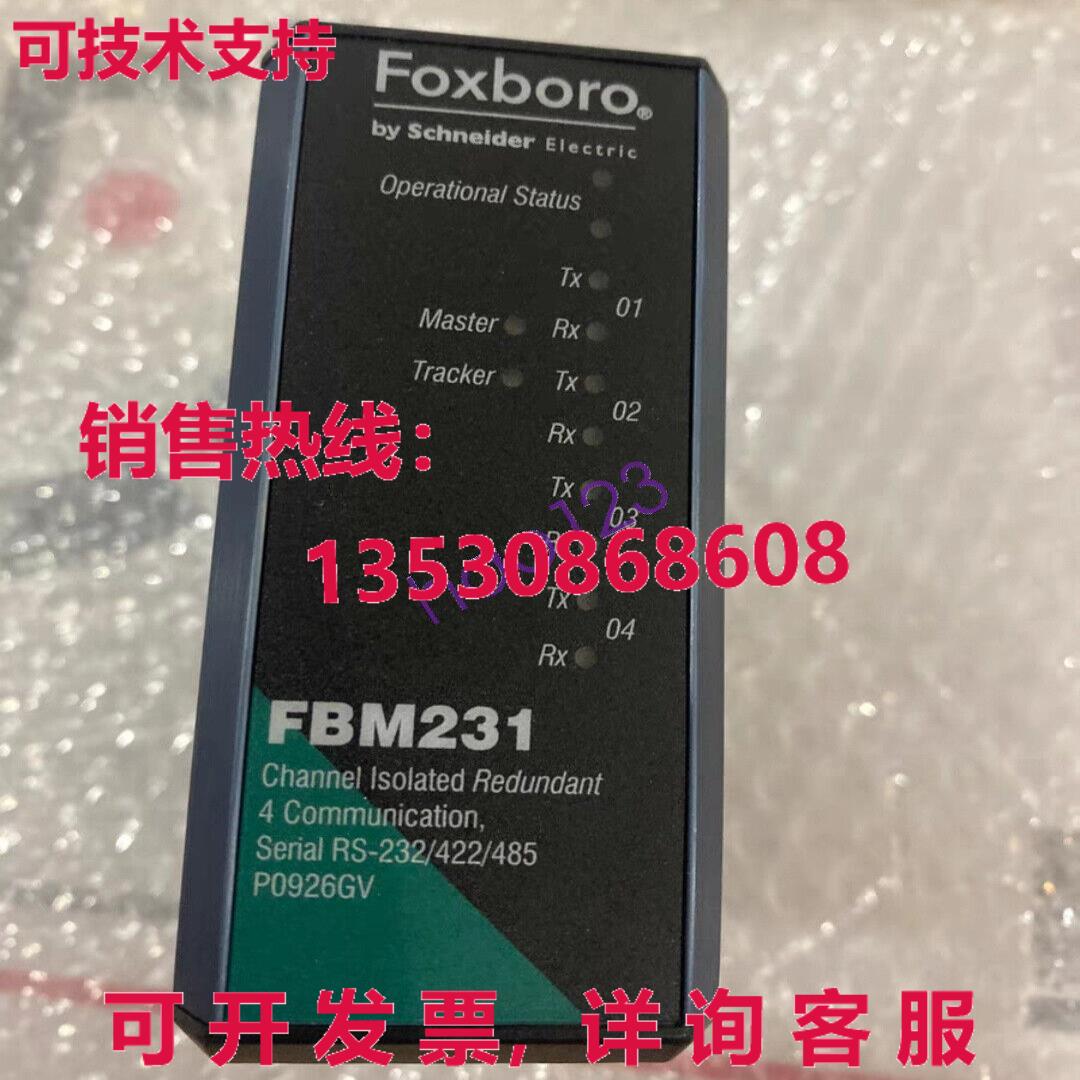 可技术支持
Foxboro®
by Schneider Electric
Operational Status
Tx
01
Master
Rx
Tracker
Tx
02
Rx
销售热线：
Tx
03
13530868608
Tx
04
Rx
FBM231
Channel Isolated Redundant
4 Communication,
Serial RS-232/422/485
P0926GV
可开发票, 详询客服